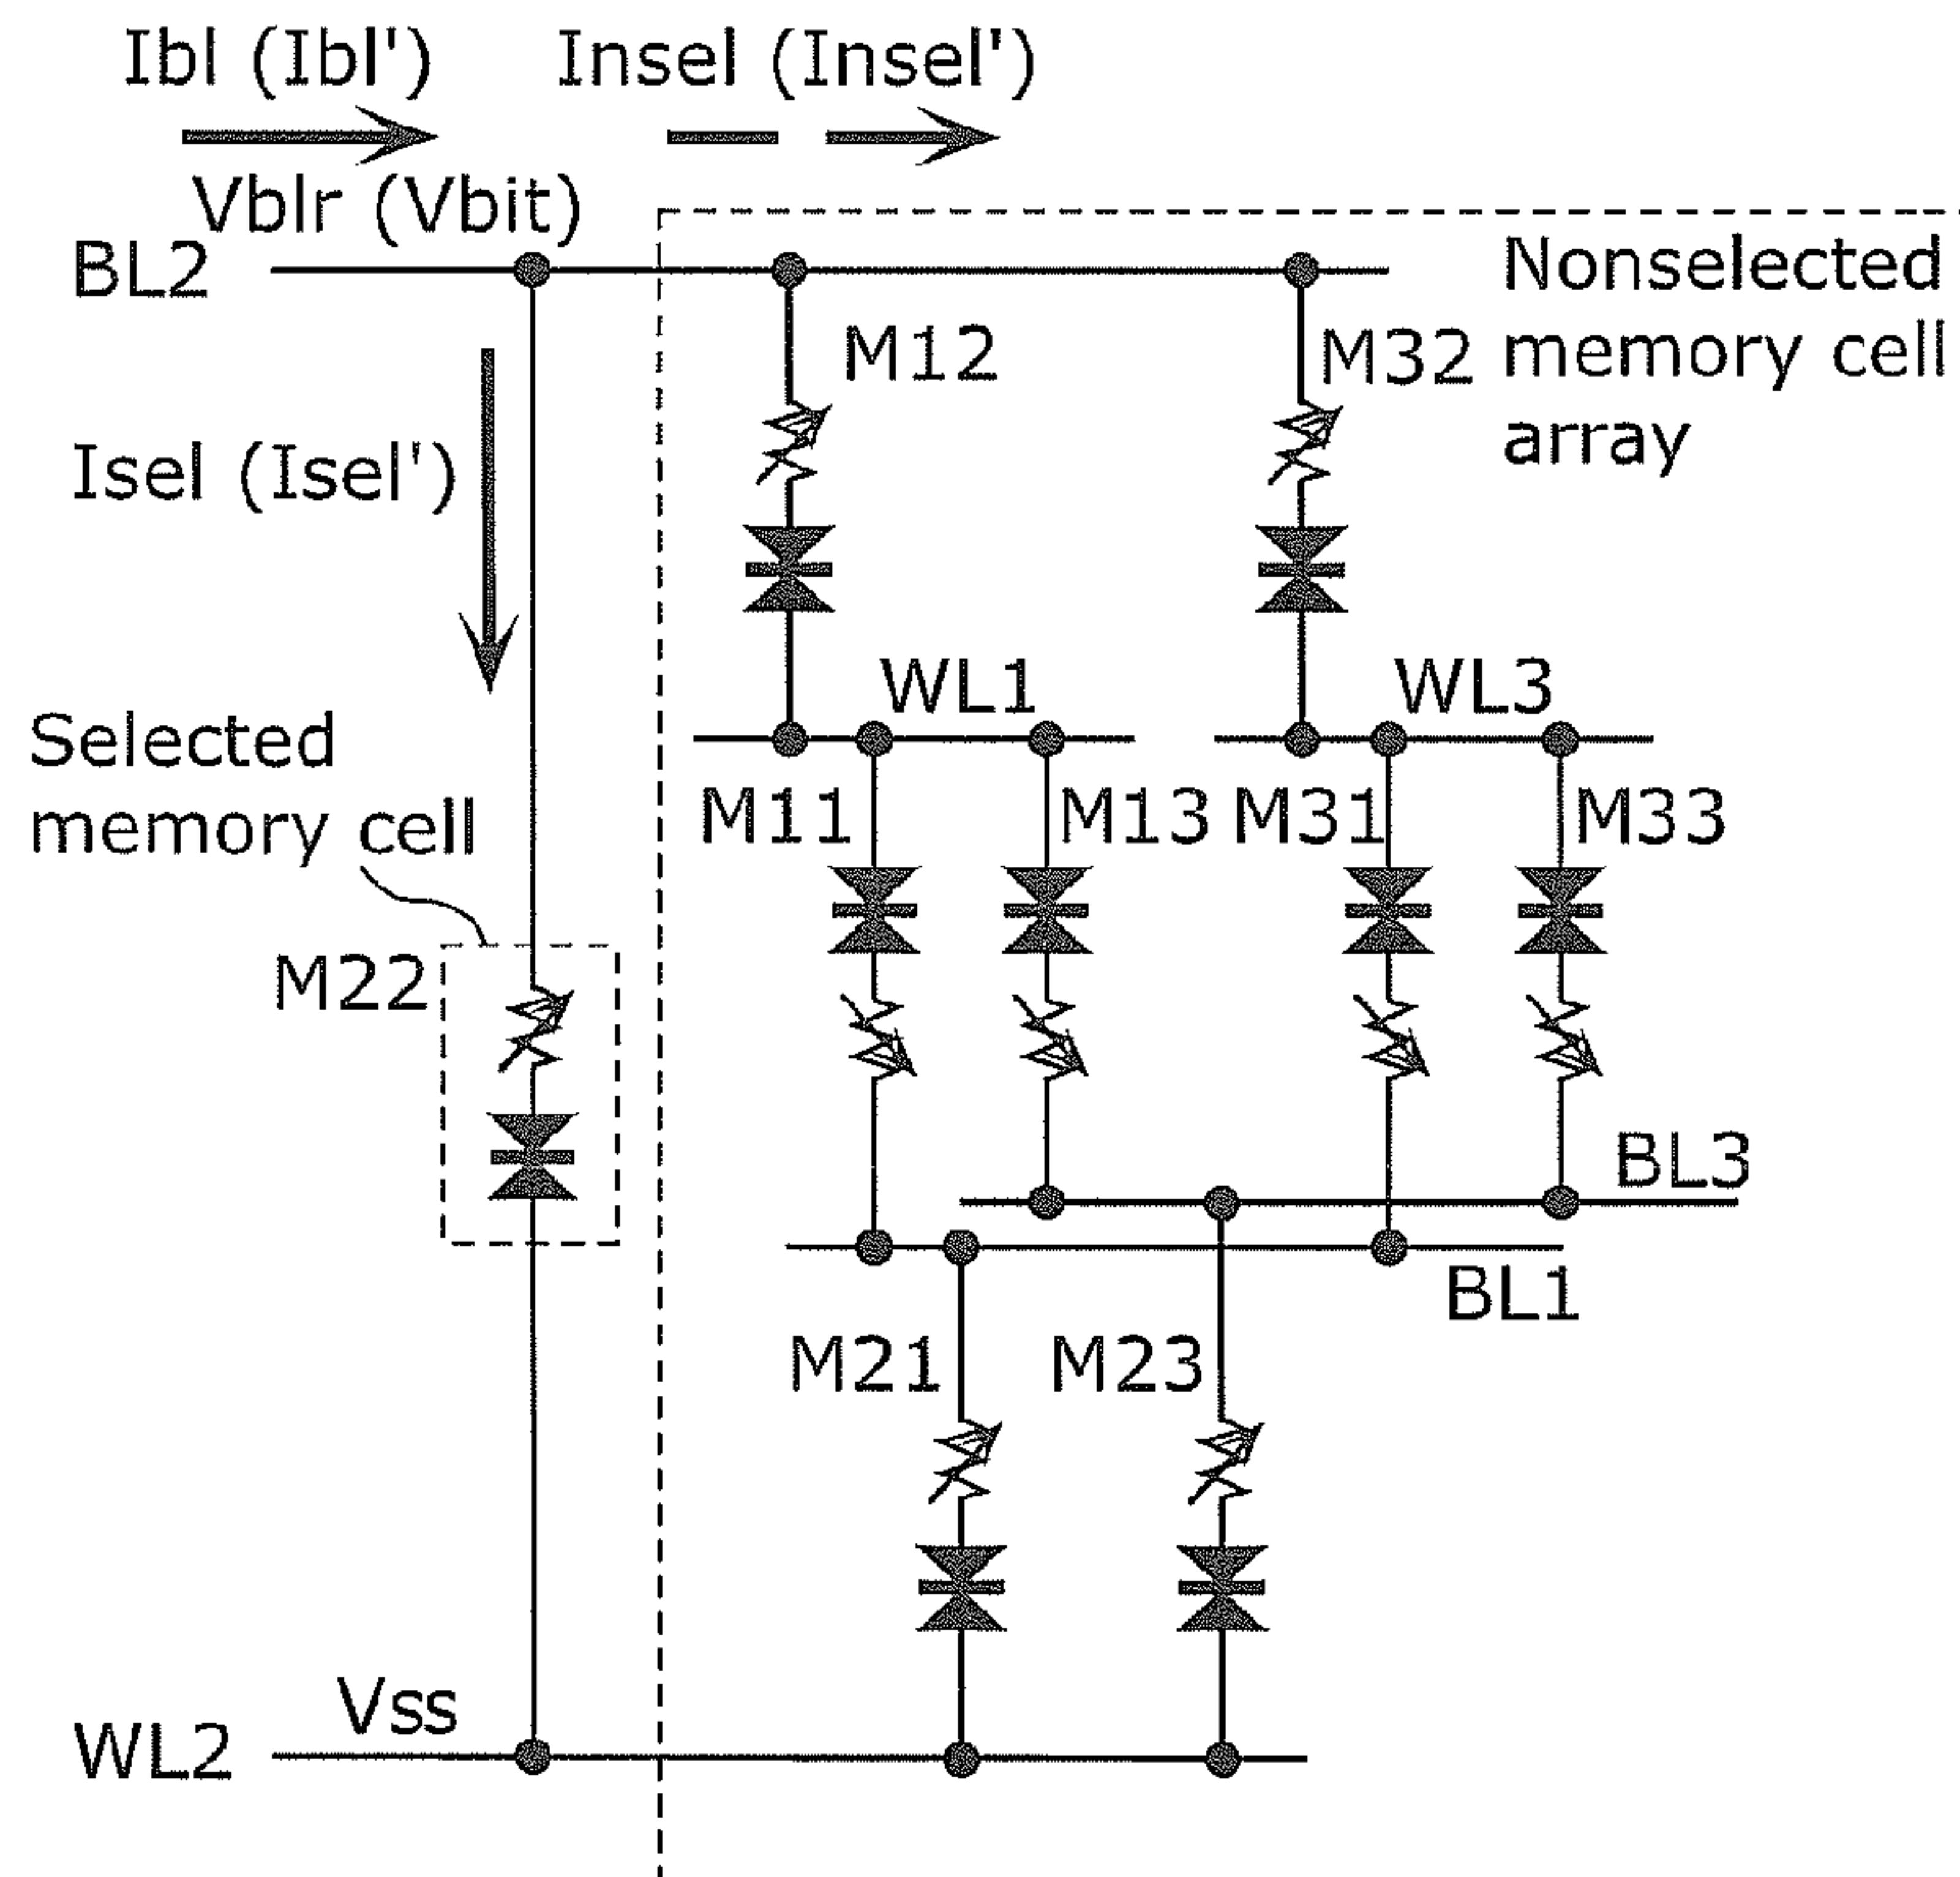 Ibl (Ibl') Insel (Insel')
Vblr (Vbit)
BL2
Nonselected
memory cell
array
M12
M32
Isel (Isel')
WL1
WL3
Selected
memory cell
M11
M13
M31
M33
M22
BL3
BL1
M21
M23
Vss
WL2